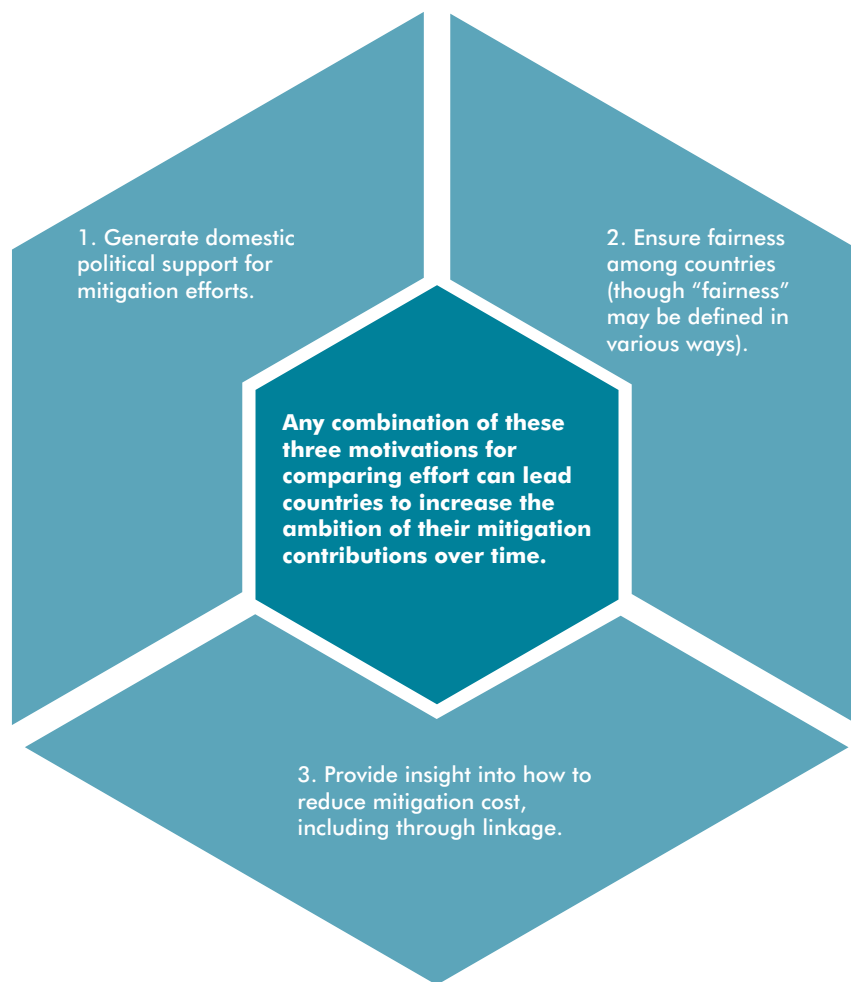 1. Generate domestic
political support for
mitigation efforts.
2. Ensure fairness
among countries
(though “fairness”
may be defined in
various ways).
Any combination of these
three motivations for
comparing effort can lead
countries to increase the
ambition of their mitigation
contributions over time.
3. Provide insight into how to
reduce mitigation cost,
including through linkage.